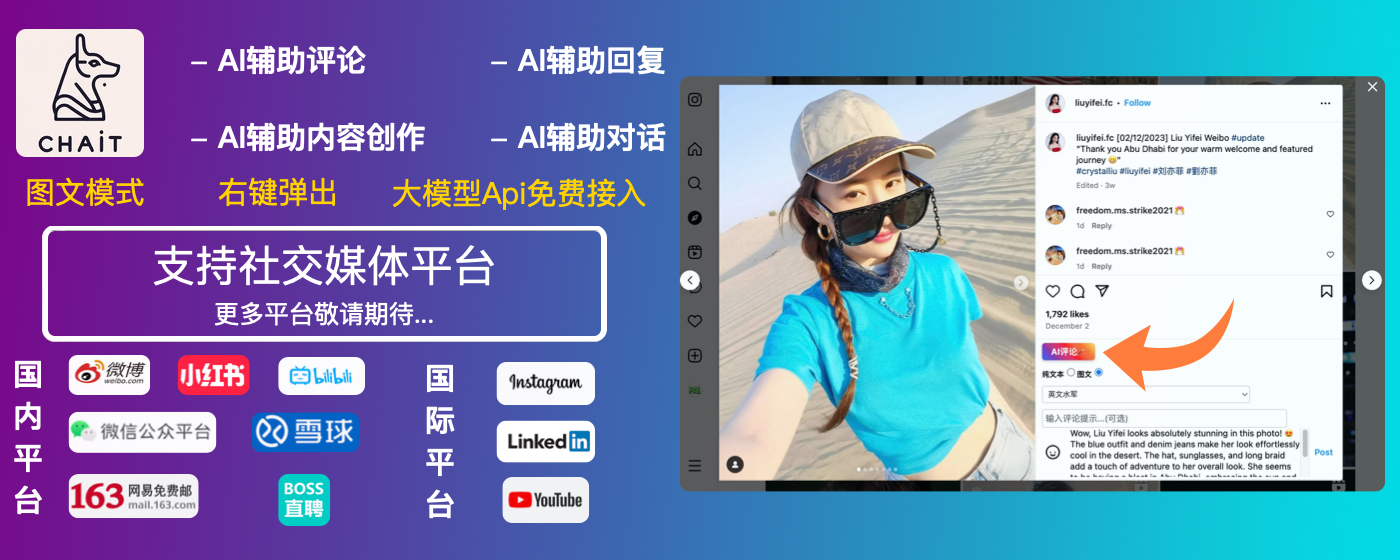 CHAiT
– AI辅助评论
– AI辅助回复
– AI辅助内容创作
– AI辅助对话
图文模式
右键弹出
大模型Api免费接入
支持社交媒体平台
更多平台敬请期待...
国内平台
微博
weibo.com
小红书
bilibili
微信公众平台
雪球
163 网易免费邮
mail.163.com
BOSS
直聘
国际平台
Instagram
Linked in
YouTube
liuyifei.fc • Follow
liuyifei.fc [02/12/2023] Liu Yifei Weibo #update
"Thank you Abu Dhabi for your warm welcome and featured
journey 😄"
#crystalliu #liuyifei #刘亦菲 #劉亦菲
Edited · 3w
freedom.ms.strike2021
1d Reply
freedom.ms.strike2021
1d Reply
1,792 likes
December 2
AI评论
纯文本 图文
英文水军
输入评论提示...(可选)
Wow, Liu Yifei looks absolutely stunning in this photo! 😍
The blue outfit and denim jeans make her look effortlessly
cool in the desert. The hat, sunglasses, and long braid
add a touch of adventure to her overall look. She seems
Post